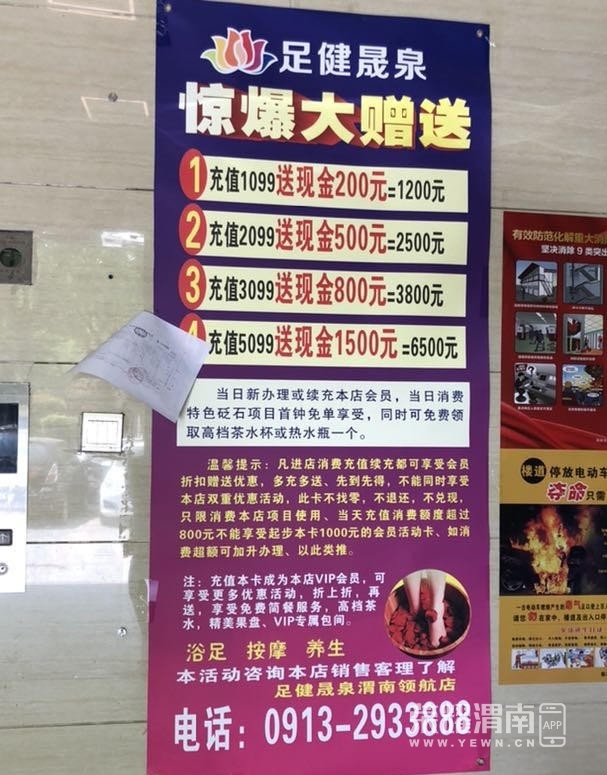 足健晟泉
惊爆大赠送
1 充值1099送现金200元=1200元
2 充值2099送现金500元=2500元
3 充值3099送现金800元=3800元
4 充值5099送现金1500元=6500元
当日新办理或续充本店会员,当日消费
特色砭石项目首钟免单享受,同时可免费领
取高档茶水杯或热水瓶一个。
温馨提示:凡进店消费充值续充都可享受会员
折扣赠送优惠,多充多送、先到先得,不能同时享受
本店双重优惠活动,此卡不找零,不退还,不兑现,
只限消费本店项目使用、当天充值消费额度超过
800元不能享受起步本卡1000元的会员活动卡、如消
费超额可加升办理、以此类推。
注:充值本卡成为本店VIP会员,可
享受更多优惠活动,折上折,再
送,享受免费简餐服务,高档茶
水,精美果盘、VIP专属包间。
浴足 按摩 养生
本活动咨询本店销售客理了解
足健晟泉渭南领航店
电话:0913-2933888
有效防范化解重大消
坚决消除9类突出
楼道 停放电动车
夺命只需
渭南 APP
WWW.YEWN.CN